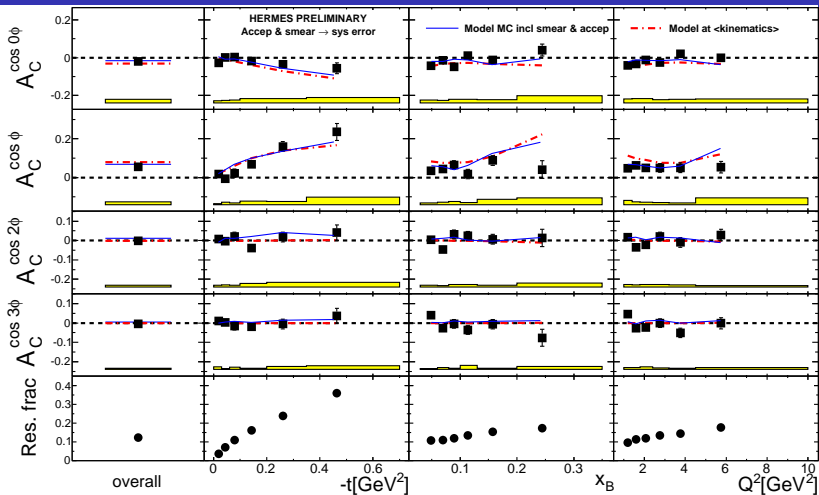 HERMES PRELIMINARY
Accep & smear → sys error
Model MC incl smear & accep
Model at <kinematics>
A_C^cos 0ϕ
0.2
0
-0.2
A_C^cos ϕ
0.2
0
A_C^cos 2ϕ
0.1
0
-0.1
-0.2
A_C^cos 3ϕ
0.1
0
-0.1
-0.2
Res. frac
0.4
0.3
0.2
0.1
0
0 0.2 0.4 0.6
0.1 0.2 0.3
2 4 6 8 10
overall
-t[GeV²]
x_B
Q²[GeV²]